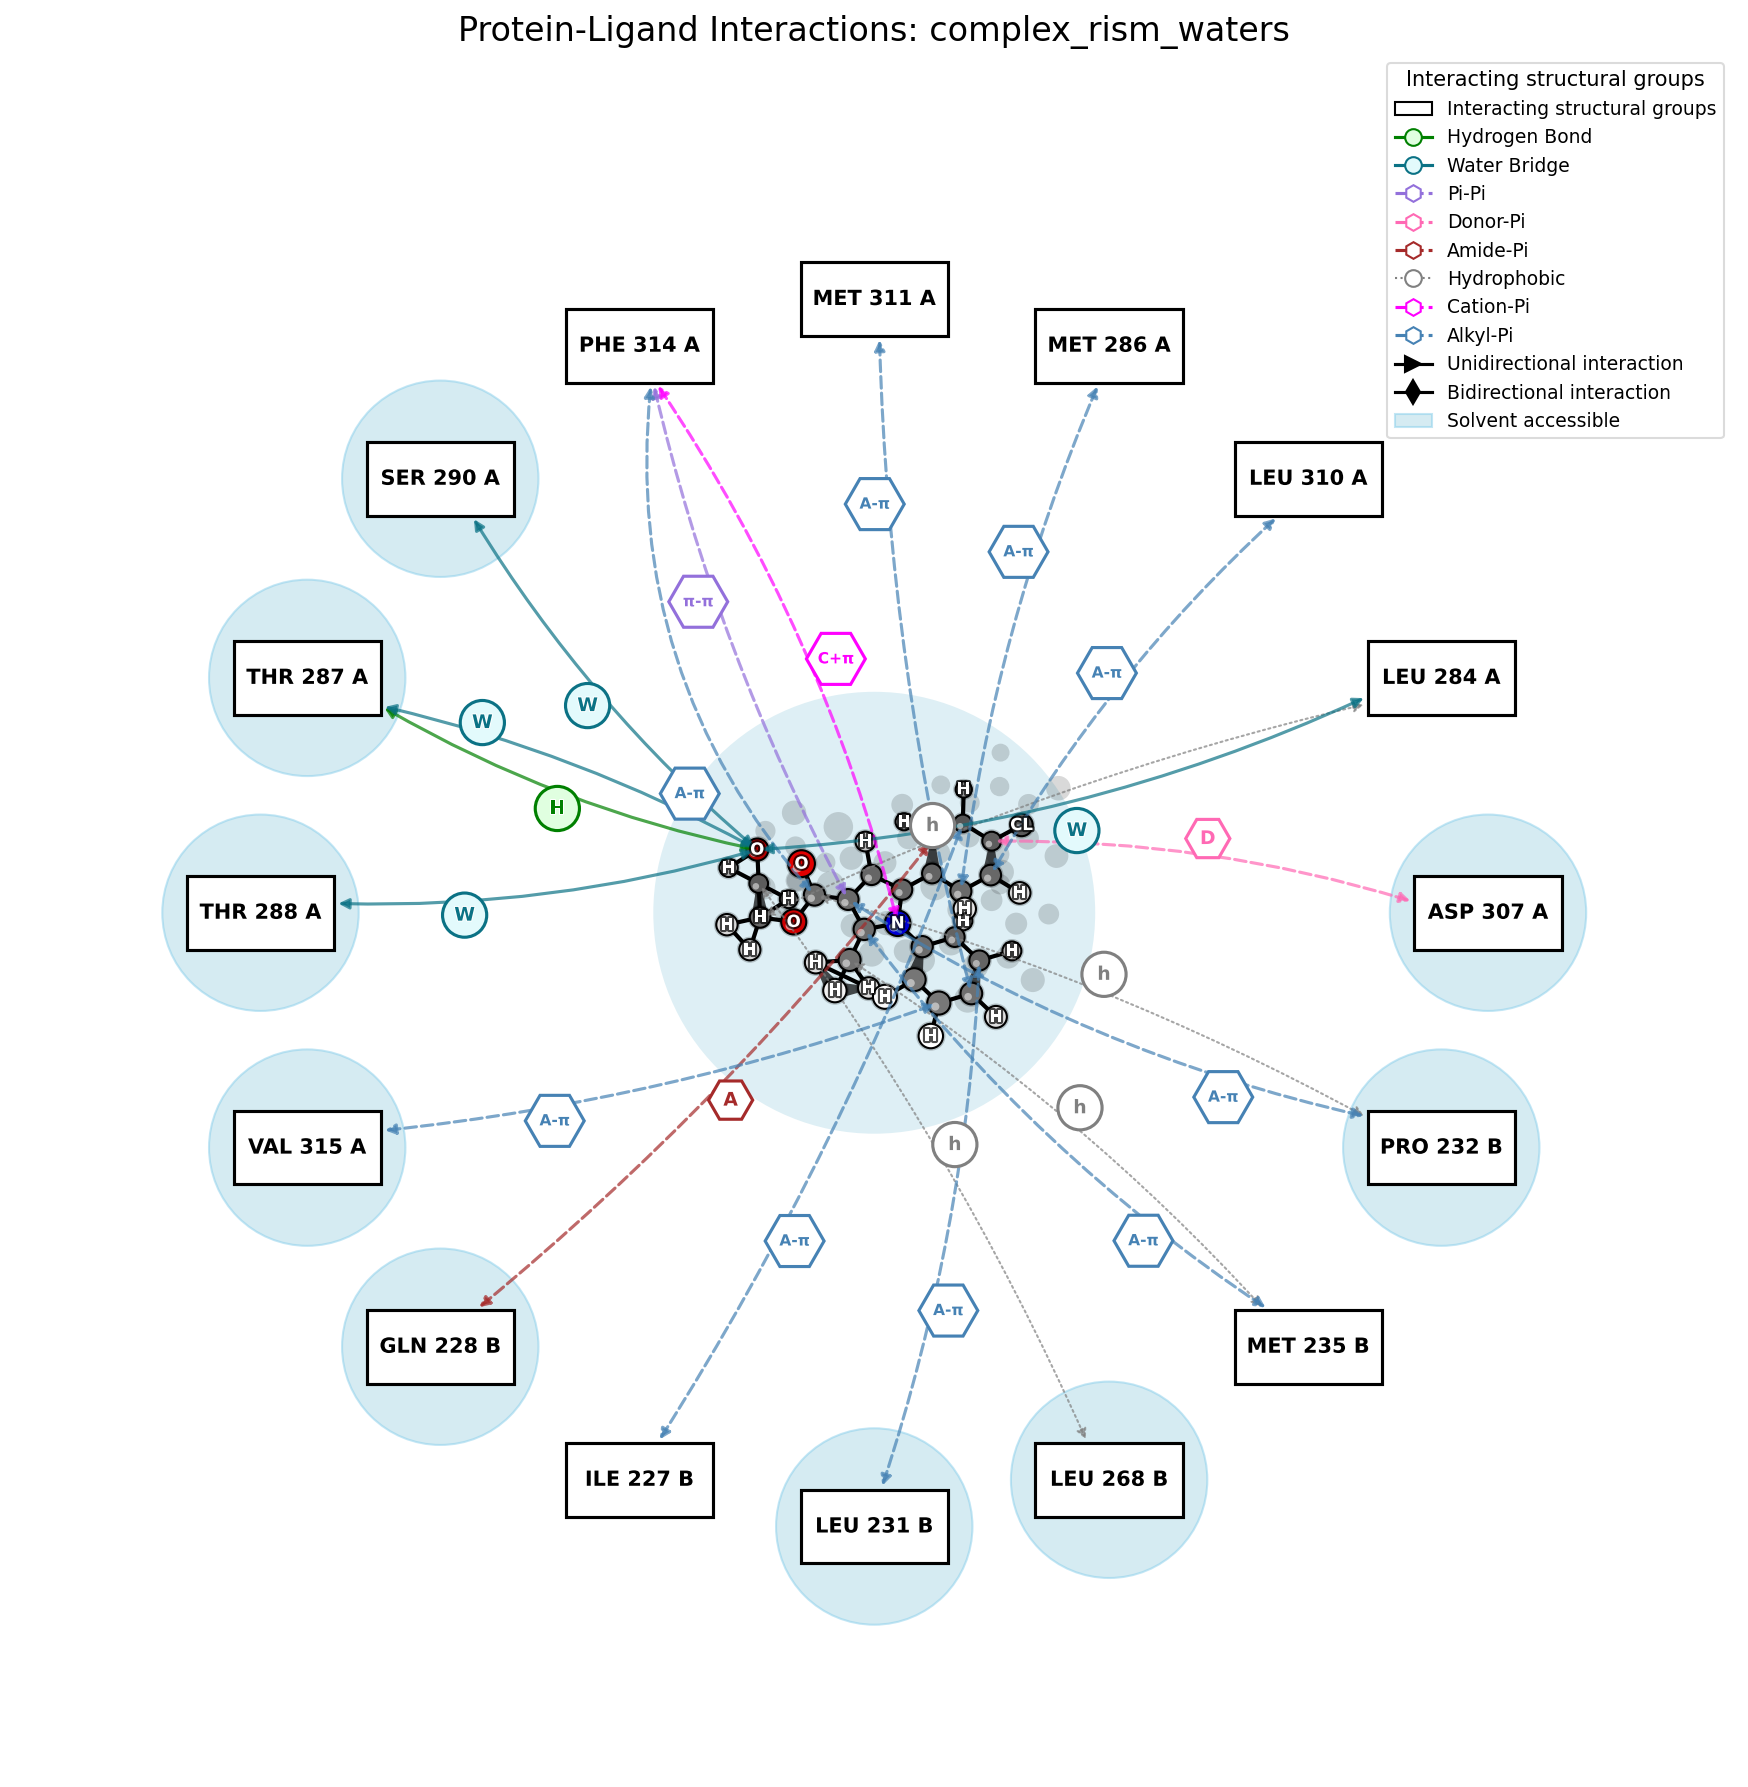 Protein-Ligand Interactions: complex_rism_waters
Interacting structural groups
Interacting structural groups
Hydrogen Bond
Water Bridge
Pi-Pi
Donor-Pi
Amide-Pi
Hydrophobic
Cation-Pi
Alkyl-Pi
Unidirectional interaction
Bidirectional interaction
Solvent accessible
MET 311 A
PHE 314 A
MET 286 A
SER 290 A
LEU 310 A
A-π
A-π
π-π
THR 287 A
C+π
A-π
LEU 284 A
W
W
A-π
H
H
H
h
CL
W
D
H
O
O
H
H
H
THR 288 A
W
H
O
H
O
N
H
H
H
ASP 307 A
H
H
H
H
H
H
H
H
h
A
A-π
h
A-π
VAL 315 A
h
PRO 232 B
A-π
A-π
A-π
GLN 228 B
MET 235 B
ILE 227 B
LEU 268 B
LEU 231 B